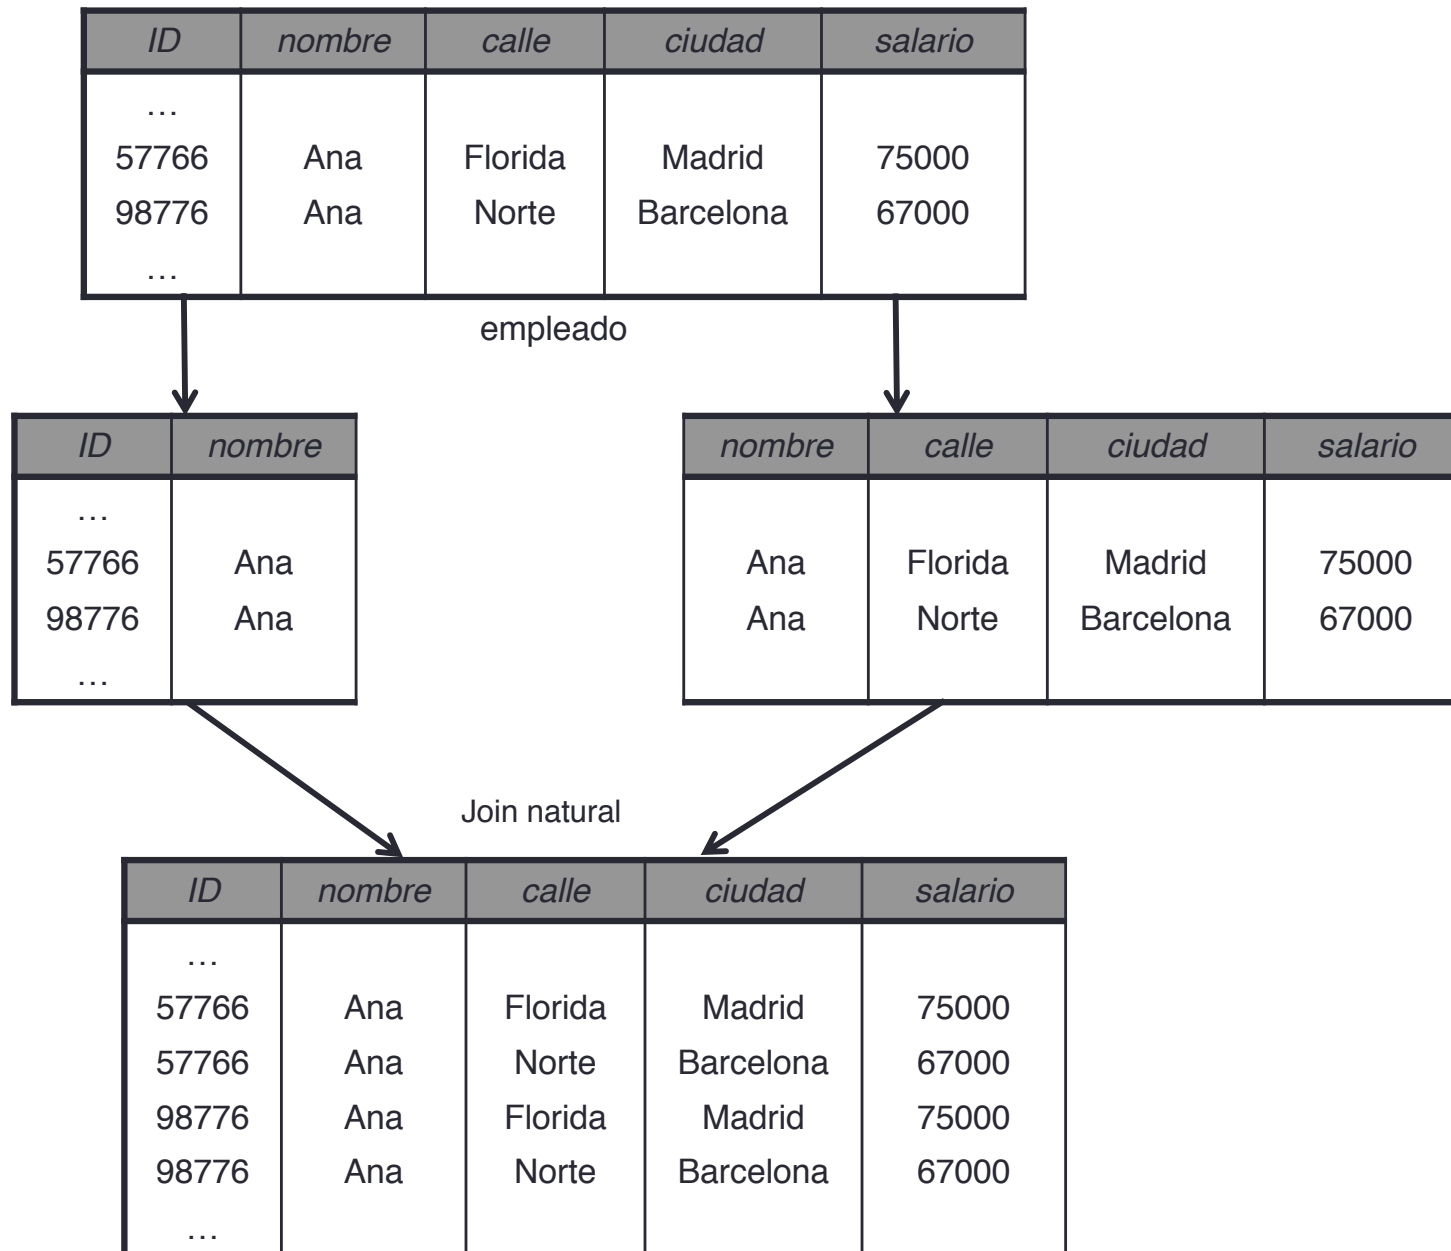 ID nombre calle ciudad salario
...
57766 Ana Florida Madrid 75000
98776 Ana Norte Barcelona 67000
...
empleado
ID nombre
...
57766 Ana
98776 Ana
...
nombre calle ciudad salario
Ana Florida Madrid 75000
Ana Norte Barcelona 67000
Join natural
ID nombre calle ciudad salario
...
57766 Ana Florida Madrid 75000
57766 Ana Norte Barcelona 67000
98776 Ana Florida Madrid 75000
98776 Ana Norte Barcelona 67000
...